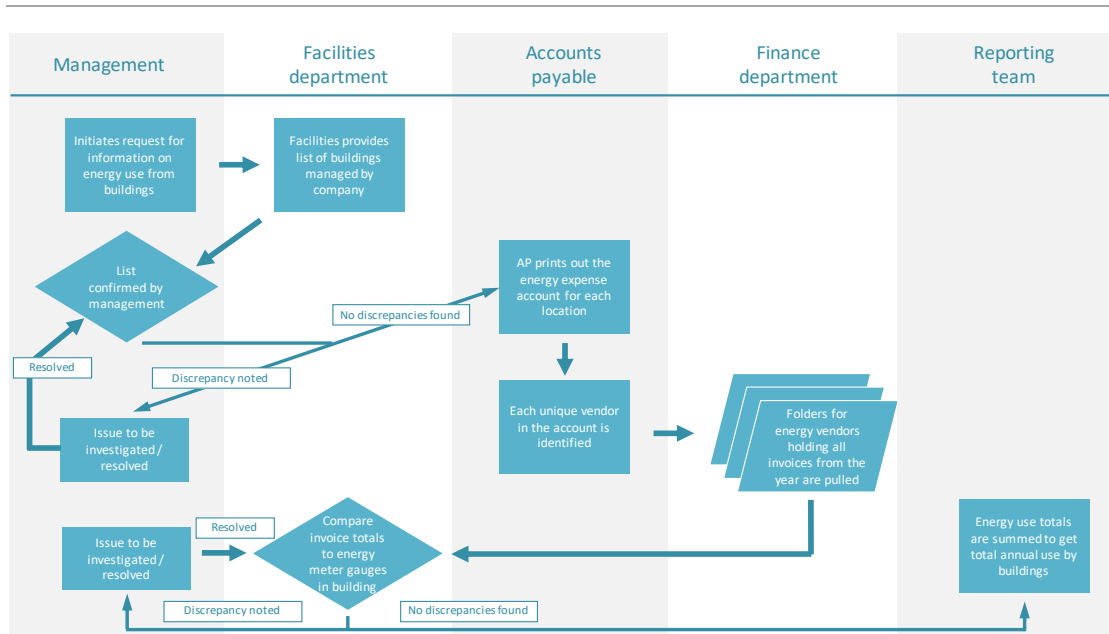 Management
Facilities
department
Accounts
payable
Finance
department
Reporting
team
Initiates request for
information on
energy use from
buildings
Facilities provides
list of buildings
managed by
company
List
confirmed by
management
AP prints out the
energy expense
account for each
location
No discrepancies found
Resolved
Discrepancy noted
Issue to be
investigated /
resolved
Each unique vendor
in the account is
identified
Folders for
energy vendors
holding all
invoices from the
year are pulled
Issue to be
investigated /
resolved
Resolved
Compare
invoice totals
to energy
meter gauges
in building
Energy use totals
are summed to get
total annual use by
buildings
Discrepancy noted
No discrepancies found